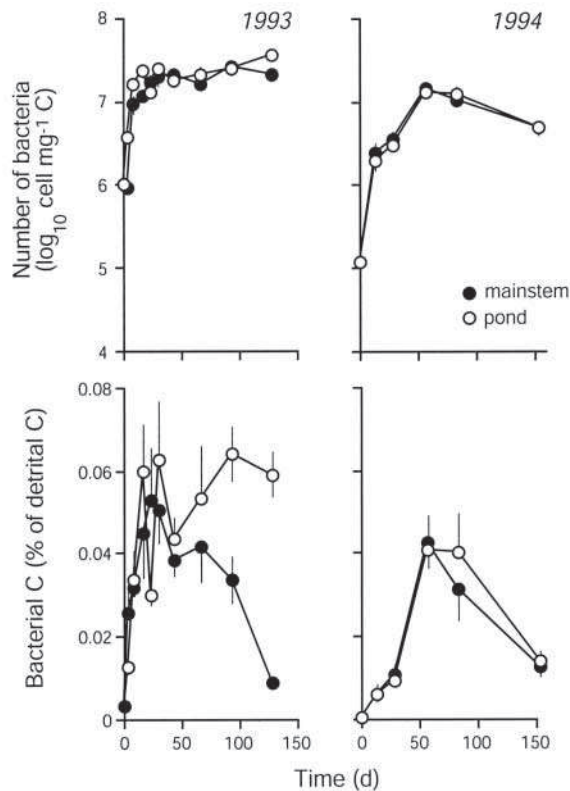 1993
1994
Number of bacteria
(log10 cell mg-1 C)
8
7
6
5
4
mainstem
pond
Bacterial C (% of detrital C)
0.08
0.06
0.04
0.02
0
0 50 100 150
0 50 100 150
Time (d)